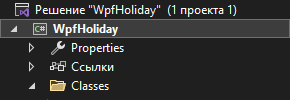 Решение "WpfHoliday" (1 проекта 1)
C# WpfHoliday
Properties
Ссылки
Classes